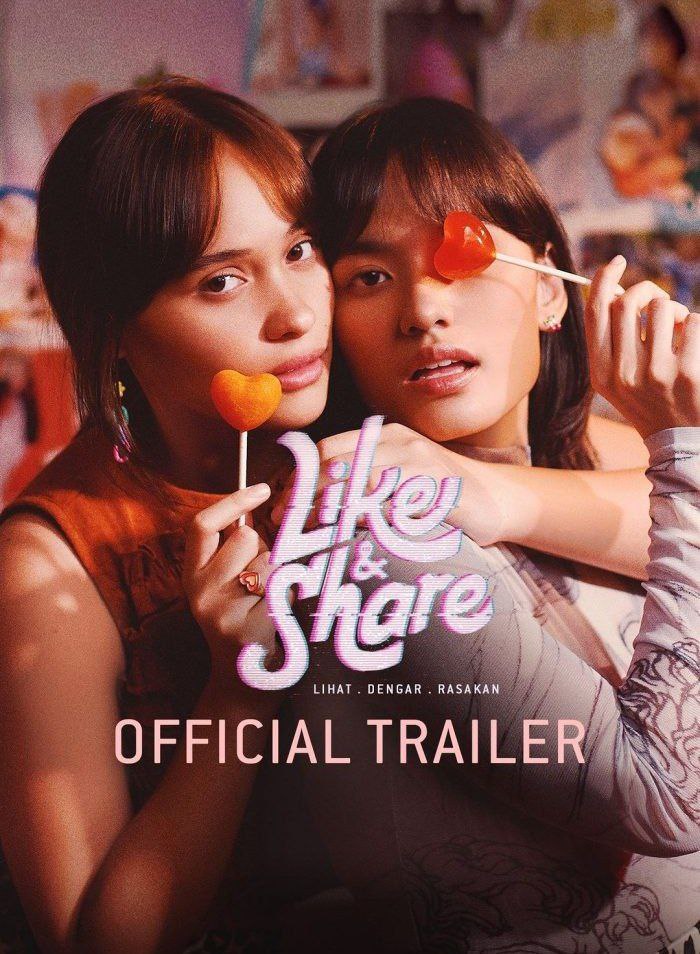 Like
&
Share
LIHAT . DENGAR . RASAKAN
OFFICIAL TRAILER